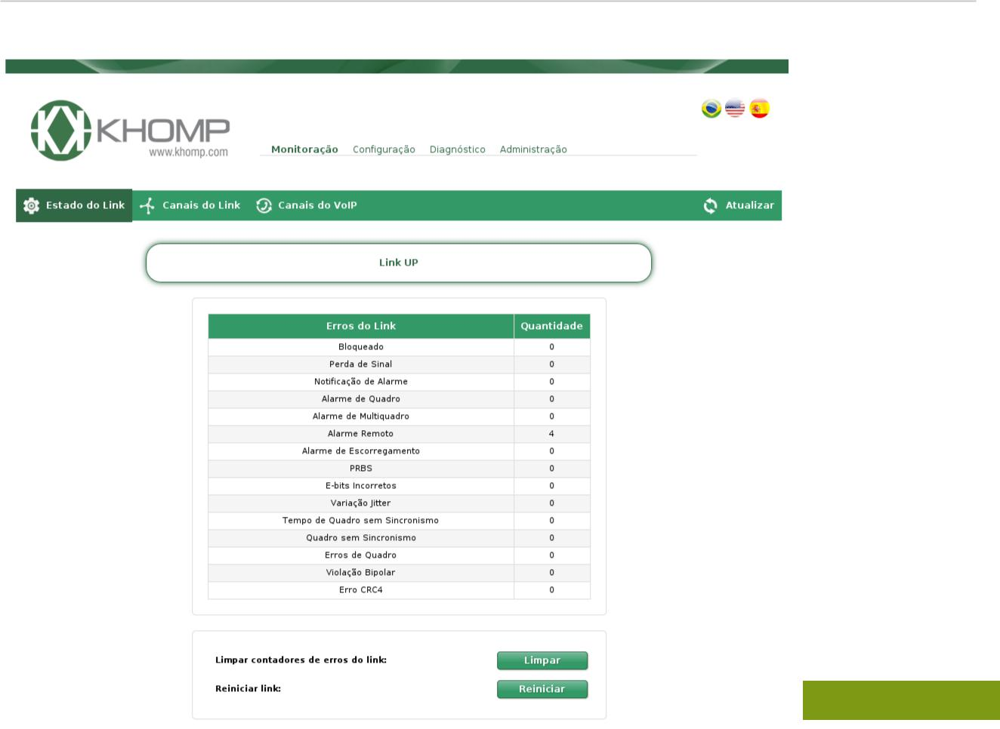 KHOMP
www.khomp.com
Monitoração Configuração Diagnóstico Administração
Estado do Link Canais do Link Canais do VoIP Atualizar
Link UP
Erros do Link Quantidade
Bloqueado 0
Perda de Sinal 0
Notificação de Alarme 0
Alarme de Quadro 0
Alarme de Multiquadro 0
Alarme Remoto 4
Alarme de Escorregamento 0
PRBS 0
E-bits Incorretos 0
Variação Jitter 0
Tempo de Quadro sem Sincronismo 0
Quadro sem Sincronismo 0
Erros de Quadro 0
Violação Bipolar 0
Erro CRC4 0
Limpar contadores de erros do link: Limpar
Reiniciar link: Reiniciar